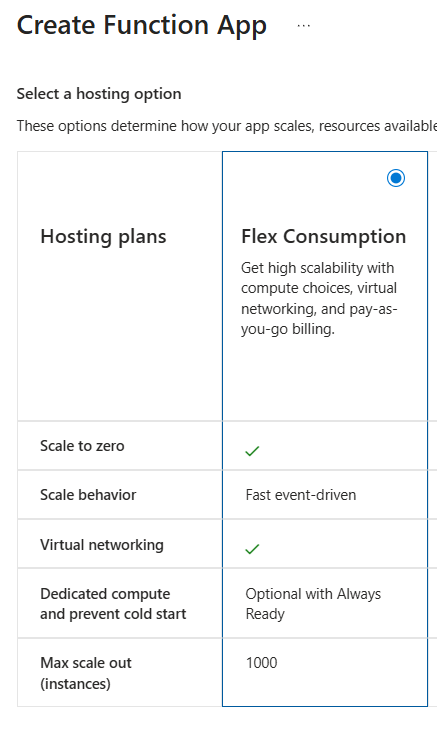 Create Function App ...
Select a hosting option
These options determine how your app scales, resources available
Hosting plans
Flex Consumption
Get high scalability with
compute choices, virtual
networking, and pay-as-
you-go billing.
Scale to zero
Scale behavior
Fast event-driven
Virtual networking
Dedicated compute
and prevent cold start
Optional with Always
Ready
Max scale out
(instances)
1000